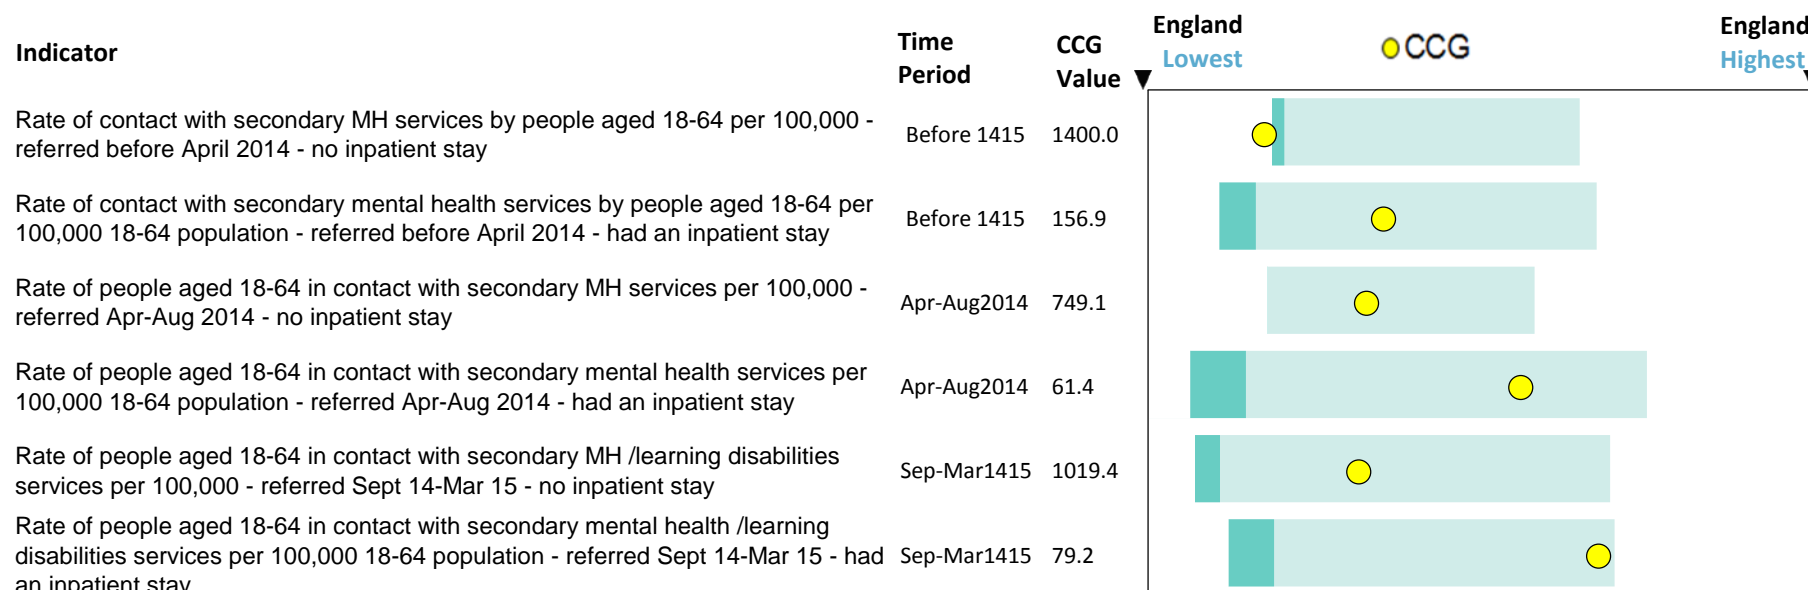 Indicator
Time
Period
CCG
Value
England
Lowest
CCG
England
Highest
Rate of contact with secondary MH services by people aged 18-64 per 100,000 -
referred before April 2014 - no inpatient stay
Before 1415
1400.0
Rate of contact with secondary mental health services by people aged 18-64 per
100,000 18-64 population - referred before April 2014 - had an inpatient stay
Before 1415
156.9
Rate of people aged 18-64 in contact with secondary MH services per 100,000 -
referred Apr-Aug 2014 - no inpatient stay
Apr-Aug2014
749.1
Rate of people aged 18-64 in contact with secondary mental health services per
100,000 18-64 population - referred Apr-Aug 2014 - had an inpatient stay
Apr-Aug2014
61.4
Rate of people aged 18-64 in contact with secondary MH /learning disabilities
services per 100,000 - referred Sept 14-Mar 15 - no inpatient stay
Sep-Mar1415
1019.4
Rate of people aged 18-64 in contact with secondary mental health /learning
disabilities services per 100,000 18-64 population - referred Sept 14-Mar 15 - had
an inpatient stay
Sep-Mar1415
79.2